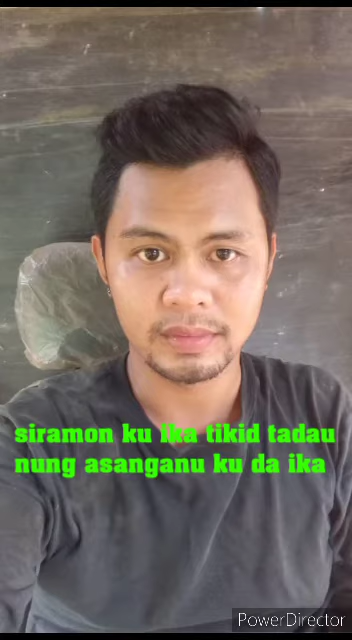 siramon ku ika tikid tadau
nung asanganu ku da ika
PowerDirector